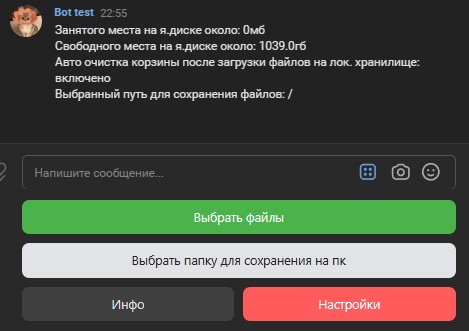 Bot test 22:55
Занятого места на я.диске около: 0мб
Свободного места на я.диске около: 1039.0гб
Авто очистка корзины после загрузки файлов на лок. хранилище:
включено
Выбранный путь для сохранения файлов: /
Напишите сообщение...
Выбрать файлы
Выбрать папку для сохранения на пк
Инфо
Настройки